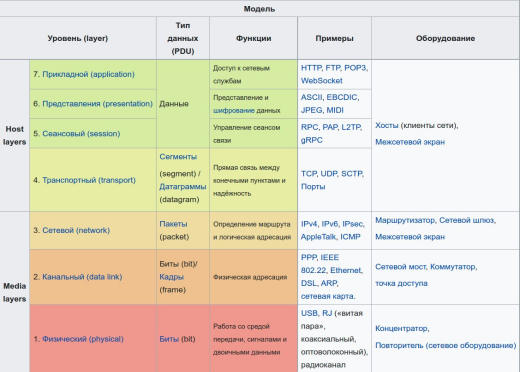 Модель
Уровень (layer)
Тип
данных
(PDU)
Функции
Примеры
Оборудование
Host
layers
7. Прикладной (application)
Данные
Доступ к сетевым
службам
HTTP, FTP, POP3,
WebSocket
Хосты (клиенты сети),
Межсетевой экран
6. Представления (presentation)
Представление и
шифрование данных
ASCII, EBCDIC,
JPEG, MIDI
5. Сеансовый (session)
Управление сеансом
связи
RPC, PAP, L2TP,
gRPC
4. Транспортный (transport)
Сегменты
(segment) /
Датаграммы
(datagram)
Прямая связь между
конечными пунктами и
надёжность
TCP, UDP, SCTP,
Порты
Media
layers
3. Сетевой (network)
Пакеты
(packet)
Определение маршрута
и логическая адресация
IPv4, IPv6, IPsec,
AppleTalk, ICMP
Маршрутизатор, Сетевой шлюз,
Межсетевой экран
2. Канальный (data link)
Биты (bit)/
Кадры
(frame)
Физическая адресация
PPP, IEEE
802.22, Ethernet,
DSL, ARP,
сетевая карта.
Сетевой мост, Коммутатор,
точка доступа
1. Физический (physical)
Биты (bit)
Работа со средой
передачи, сигналами и
двоичными данными
USB, RJ («витая
пара»,
коаксиальный,
оптоволоконный),
радиоканал
Концентратор,
Повторитель (сетевое оборудование)